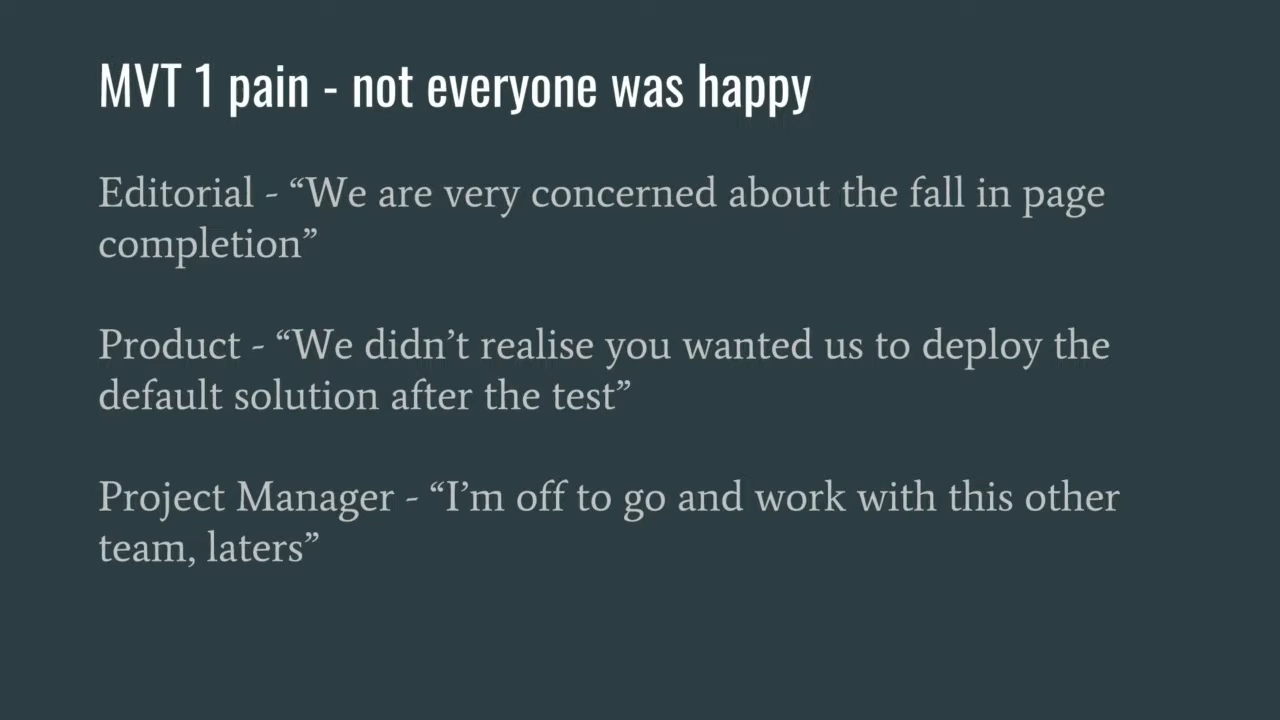 MVT 1 pain - not everyone was happy
Editorial - “We are very concerned about the fall in page
completion”
Product - “We didn’t realise you wanted us to deploy the
default solution after the test”
Project Manager - “I’m off to go and work with this other
team, laters”